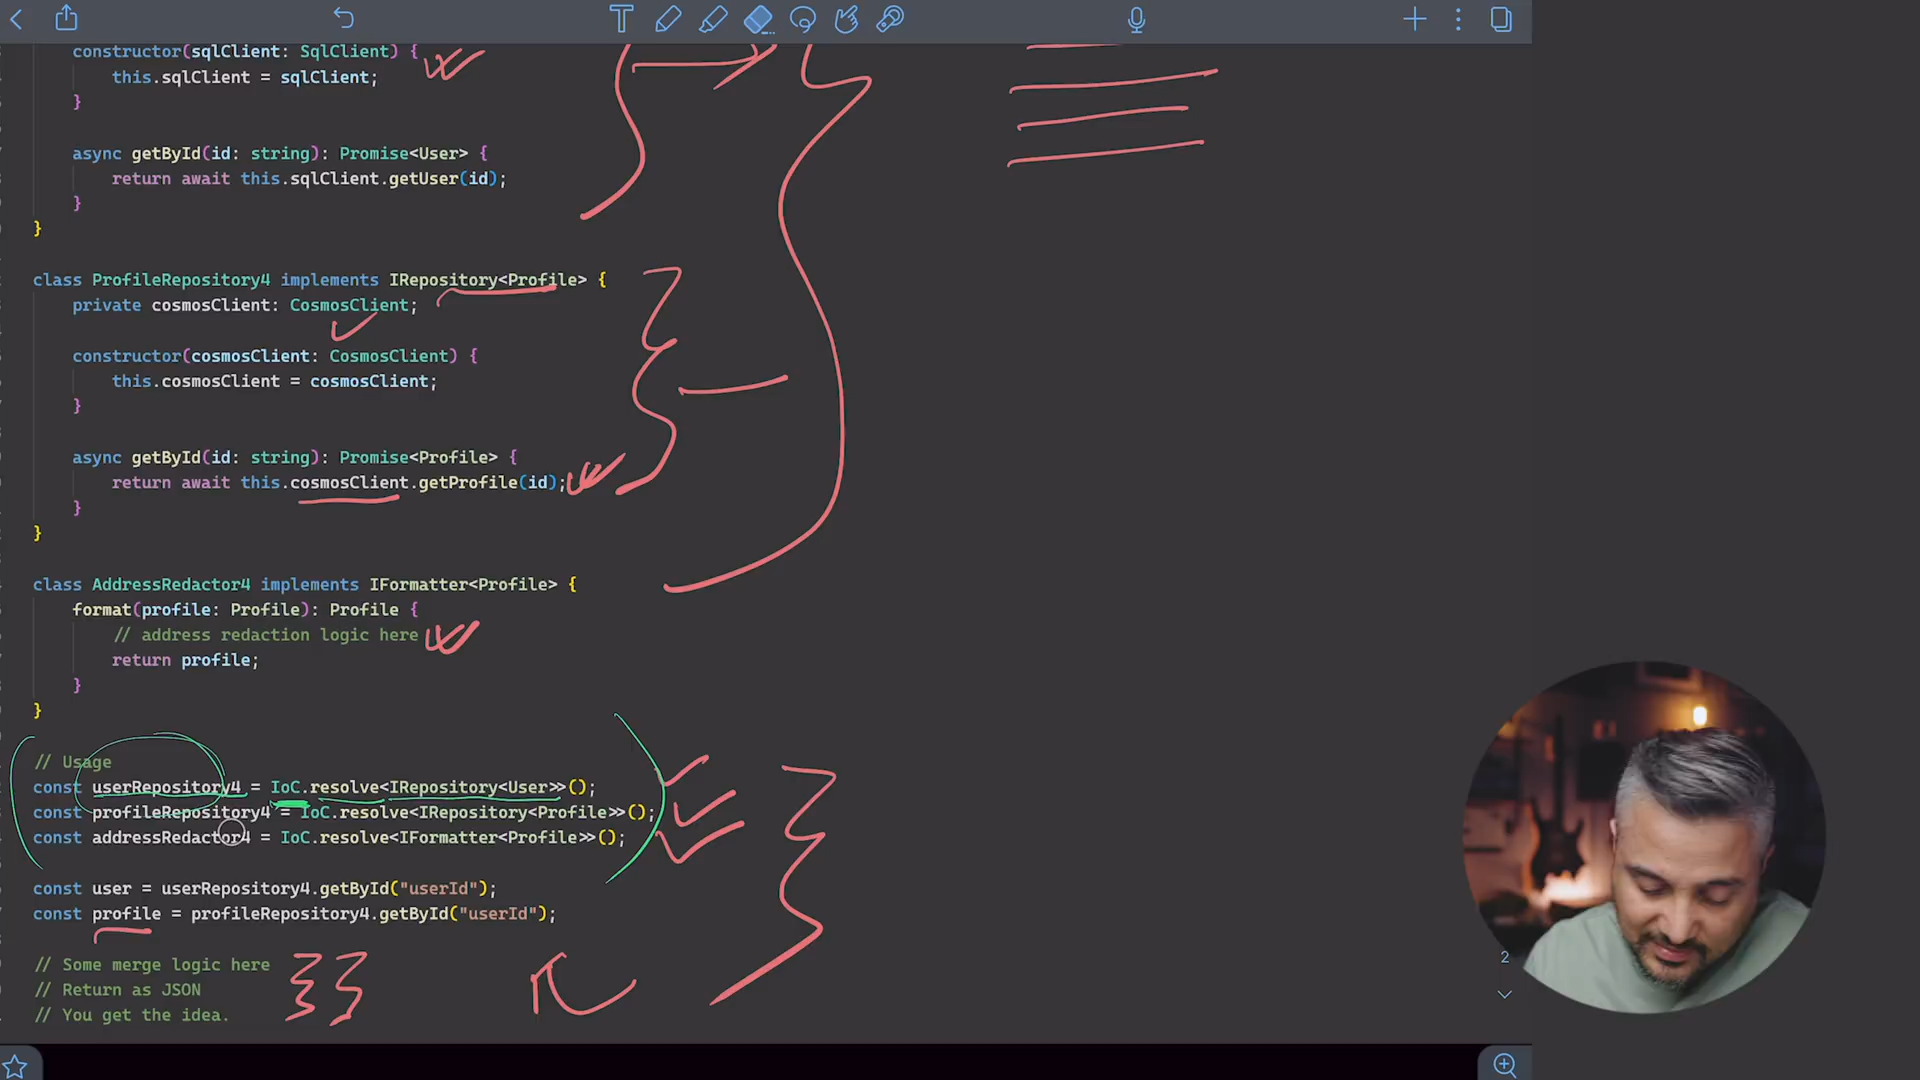 constructor(sqlClient: SqlClient) {
this.sqlClient = sqlClient;
}
async getById(id: string): Promise<User> {
return await this.sqlClient.getUser(id);
}
}
class ProfileRepository4 implements IRepository<Profile> {
private cosmosClient: CosmosClient;
constructor(cosmosClient: CosmosClient) {
this.cosmosClient = cosmosClient;
}
async getById(id: string): Promise<Profile> {
return await this.cosmosClient.getProfile(id);
}
}
class AddressRedactor4 implements IFormatter<Profile> {
format(profile: Profile): Profile {
// address redaction logic here
return profile;
}
}
// Usage
const userRepository4 = IoC.resolve<IRepository<User>>();
const profileRepository4 = IoC.resolve<IRepository<Profile>>();
const addressRedactor4 = IoC.resolve<IFormatter<Profile>>();
const user = userRepository4.getById("userId");
const profile = profileRepository4.getById("userId");
// Some merge logic here
// Return as JSON
// You get the idea.
2